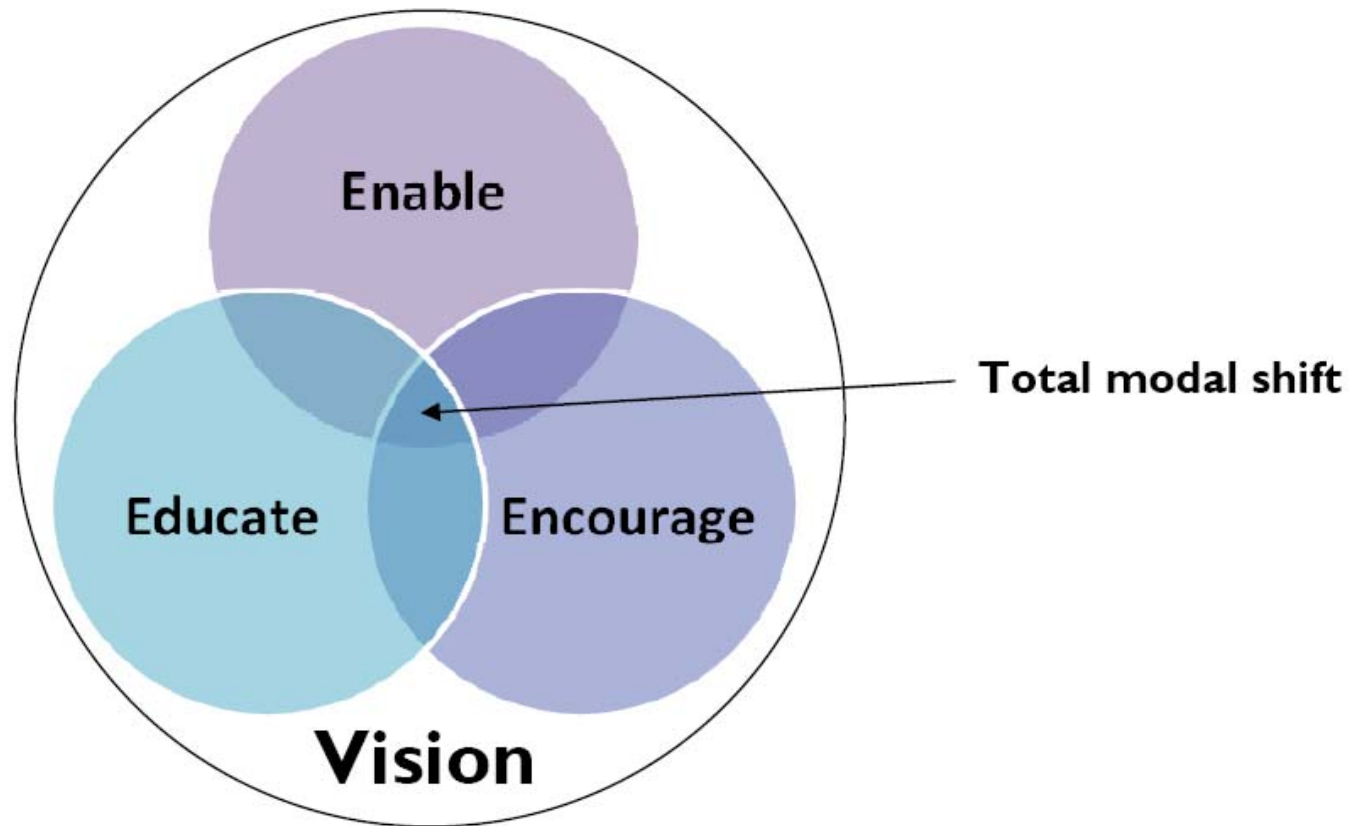 Enable
Total modal shift
Educate
Encourage
Vision